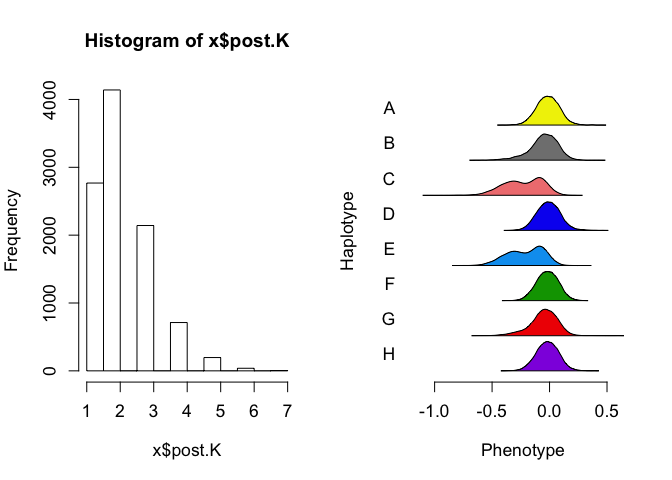 Histogram of x$post.K
Frequency
0
1000
2000
3000
4000
1 2 3 4 5 6 7
x$post.K
Haplotype
A
B
C
D
E
F
G
H
-1.0 -0.5 0.0 0.5
Phenotype